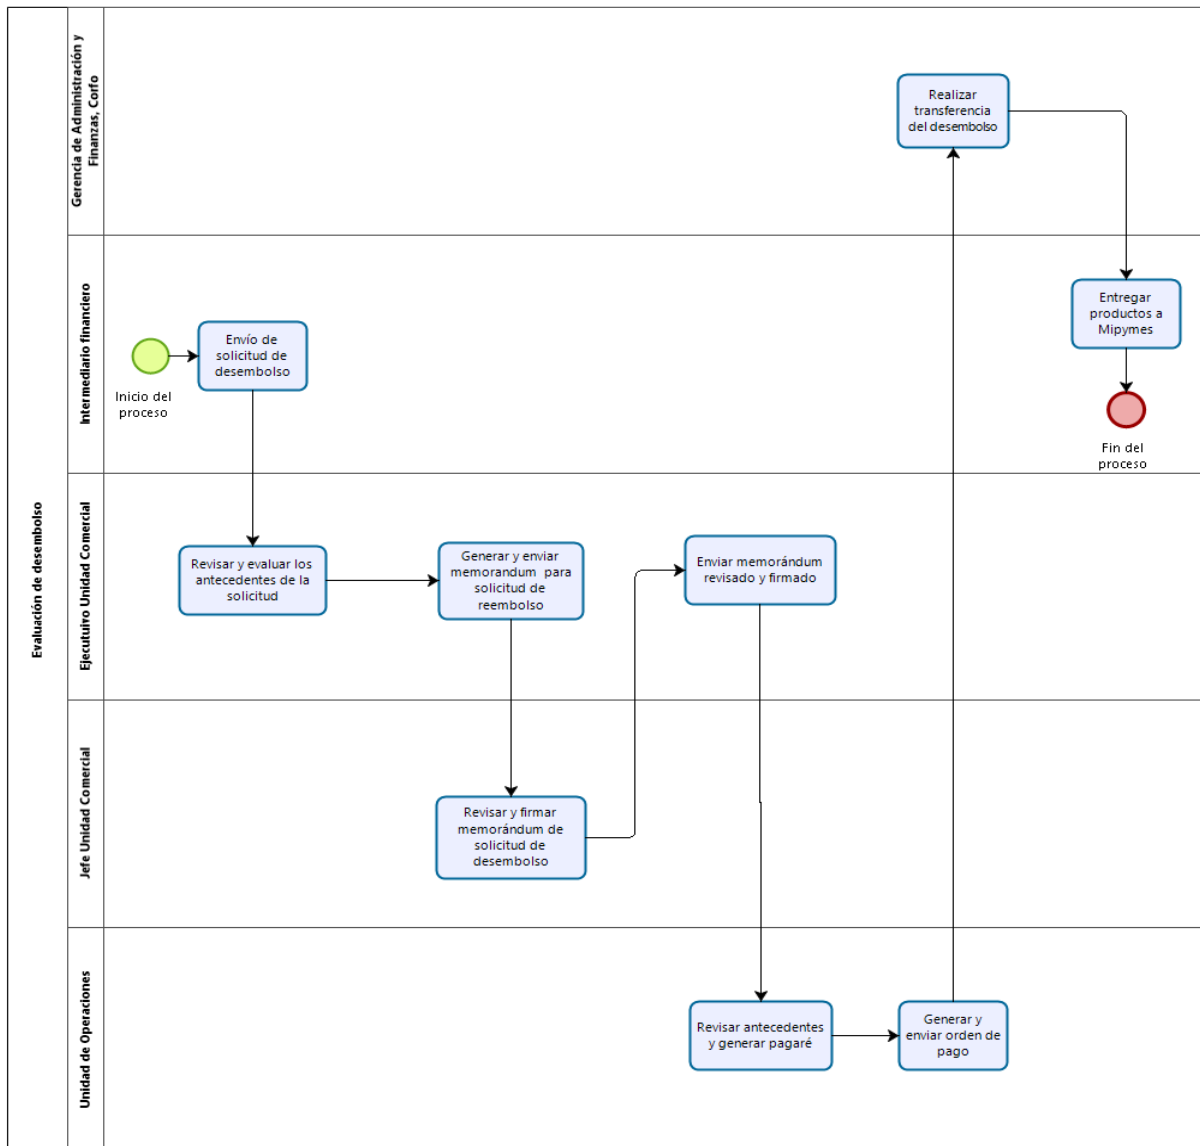 Evaluación de desembolso
Gerencia de Administración y
Finanzas, Corfo
Realizar
transferencia
del desembolso
Intermediario financiero
Inicio del
proceso
Envío de
solicitud de
desembolso
Entregar
productos a
Mipymes
Fin del
proceso
Ejecutuivo Unidad Comercial
Revisar y evaluar los
antecedentes de la
solicitud
Generar y enviar
memorandum para
solicitud de
reembolso
Enviar memorándum
revisado y firmado
Jefe Unidad Comercial
Revisar y firmar
memorándum de
solicitud de
desembolso
Unidad de Operaciones
Revisar antecedentes
y generar pagaré
Generar y
enviar orden de
pago